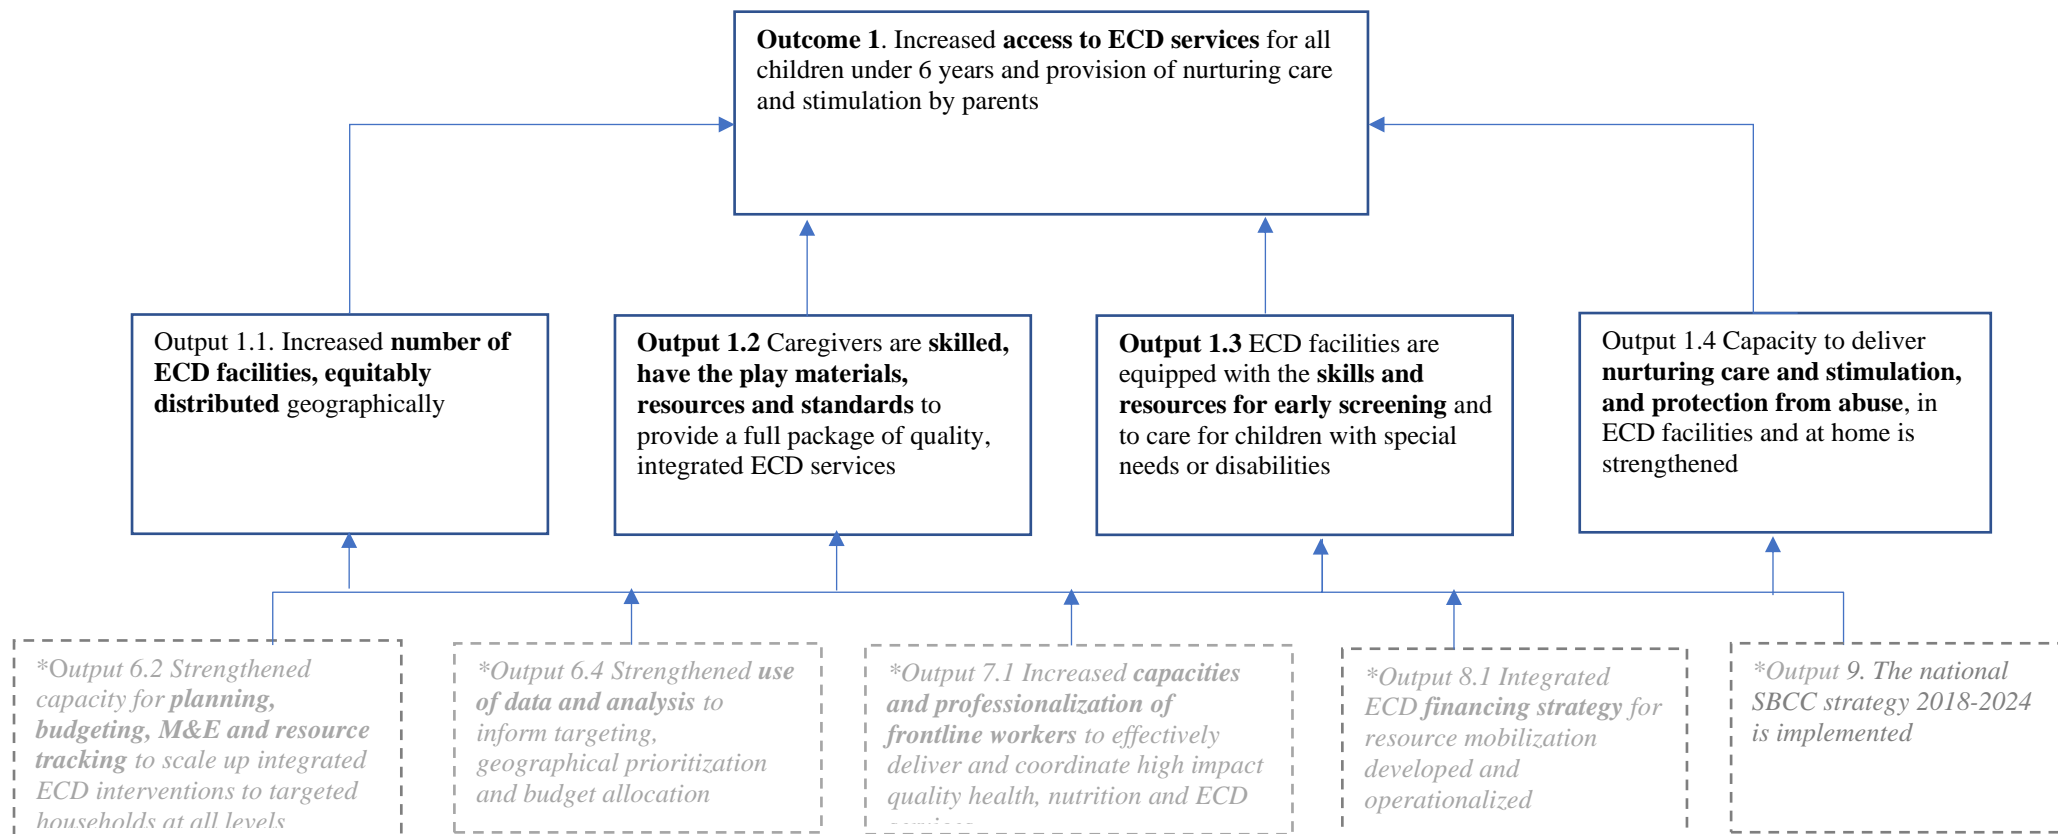 Outcome 1. Increased access to ECD services for all
children under 6 years and provision of nurturing care
and stimulation by parents
Output 1.1. Increased number of
ECD facilities, equitably
distributed geographically
Output 1.2 Caregivers are skilled,
have the play materials,
resources and standards to
provide a full package of quality,
integrated ECD services
Output 1.3 ECD facilities are
equipped with the skills and
resources for early screening and
to care for children with special
needs or disabilities
Output 1.4 Capacity to deliver
nurturing care and stimulation,
and protection from abuse, in
ECD facilities and at home is
strengthened
*Output 6.2 Strengthened
capacity for planning,
budgeting, M&E and resource
tracking to scale up integrated
ECD interventions to targeted
households at all levels
*Output 6.4 Strengthened use
of data and analysis to
inform targeting,
geographical prioritization
and budget allocation
*Output 7.1 Increased capacities
and professionalization of
frontline workers to effectively
deliver and coordinate high impact
quality health, nutrition and ECD
*Output 8.1 Integrated
ECD financing strategy for
resource mobilization
developed and
operationalized
*Output 9. The national
SBCC strategy 2018-2024
is implemented